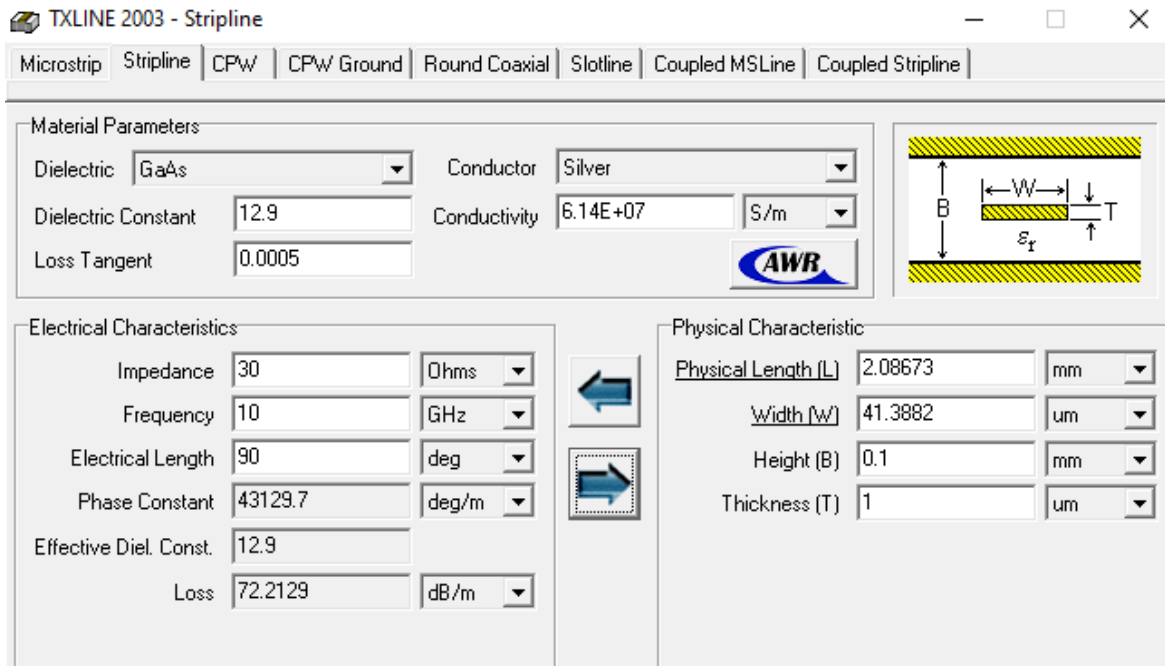 TXLINE 2003 - Stripline
Microstrip Stripline CPW CPW Ground Round Coaxial Slotline Coupled MSLine Coupled Stripline
Material Parameters
Dielectric GaAs Conductor Silver
Dielectric Constant 12.9 Conductivity 6.14E+07 S/m
Loss Tangent 0.0005 AWR
B W T
εr
Electrical Characteristics
Impedance 30 Ohms
Frequency 10 GHz
Electrical Length 90 deg
Phase Constant 43129.7 deg/m
Effective Diel. Const. 12.9
Loss 72.2129 dB/m
Physical Characteristic
Physical Length (L) 2.08673 mm
Width (W) 41.3882 um
Height (B) 0.1 mm
Thickness (T) 1 um